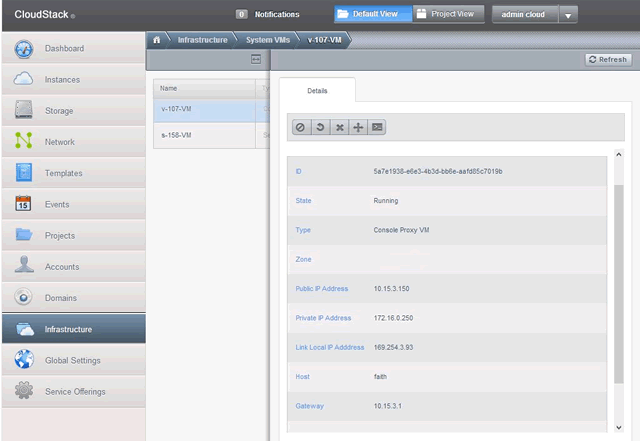 CloudStack
0 Notifications
Default View
Project View
admin cloud
Infrastructure
System VMs
v-107-VM
Refresh
Dashboard
Instances
Storage
Network
Templates
Events
Projects
Accounts
Domains
Infrastructure
Global Settings
Service Offerings
15
Name
v-107-VM
s-158-VM
Details
ID 5a7e1938-e6e3-4b3d-bb6e-aafd85c7019b
State Running
Type Console Proxy VM
Zone
Public IP Address 10.15.3.150
Private IP Address 172.16.0.250
Link Local IP Adddress 169.254.3.93
Host faith
Gateway 10.15.3.1